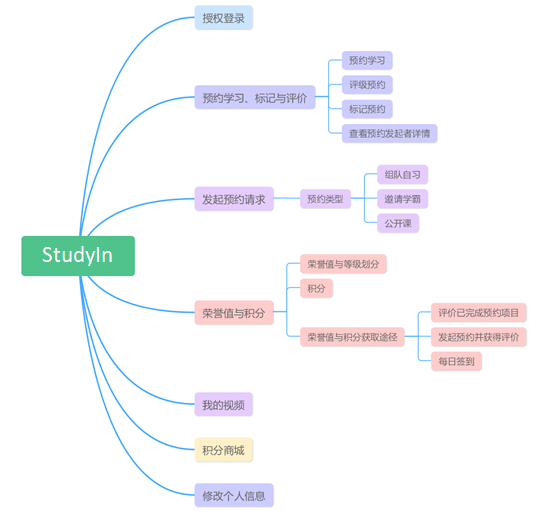 StudyIn
授权登录
预约学习、标记与评价
预约学习
评级预约
标记预约
查看预约发起者详情
发起预约请求
预约类型
组队自习
邀请学霸
公开课
荣誉值与积分
荣誉值与等级划分
积分
荣誉值与积分获取途径
评价已完成预约项目
发起预约并获得评价
每日签到
我的视频
积分商城
修改个人信息